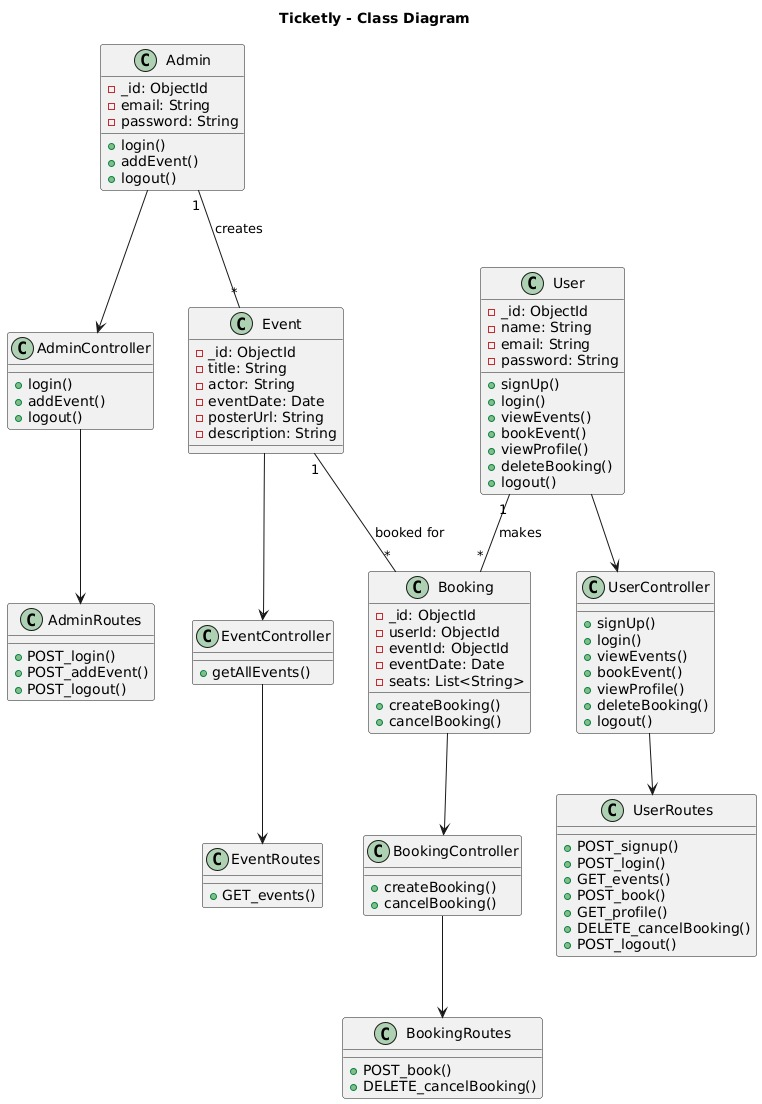 Ticketly - Class Diagram
C Admin
_id: ObjectId
email: String
password: String
login()
addEvent()
logout()
1
creates
*
C User
_id: ObjectId
name: String
email: String
password: String
signUp()
login()
viewEvents()
bookEvent()
viewProfile()
deleteBooking()
logout()
C Event
_id: ObjectId
title: String
actor: String
eventDate: Date
posterUrl: String
description: String
C AdminController
login()
addEvent()
logout()
1
booked for
*
1
makes
*
C Booking
_id: ObjectId
userId: ObjectId
eventId: ObjectId
eventDate: Date
seats: List<String>
createBooking()
cancelBooking()
C UserController
signUp()
login()
viewEvents()
bookEvent()
viewProfile()
deleteBooking()
logout()
C AdminRoutes
POST_login()
POST_addEvent()
POST_logout()
C EventController
getAllEvents()
C UserRoutes
POST_signup()
POST_login()
GET_events()
POST_book()
GET_profile()
DELETE_cancelBooking()
POST_logout()
C EventRoutes
GET_events()
C BookingController
createBooking()
cancelBooking()
C BookingRoutes
POST_book()
DELETE_cancelBooking()